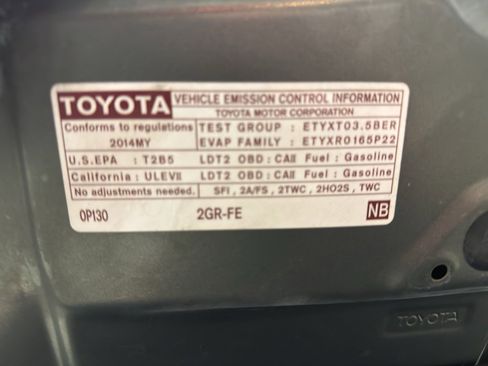 TOYOTA VEHICLE EMISSION CONTROL INFORMATION
TOYOTA MOTOR CORPORATION
Conforms to regulations TEST GROUP : ETYXT03.5BER
2014MY EVAP FAMILY : ETYXR0165P22
U.S.EPA : T2B5 LDT2 OBD : CAII Fuel : Gasoline
California : ULEVII LDT2 OBD : CAII Fuel : Gasoline
No adjustments needed. SFI , 2A/FS , 2TWC , 2HO2S , TWC
0PI30 2GR-FE NB
TOYOTA